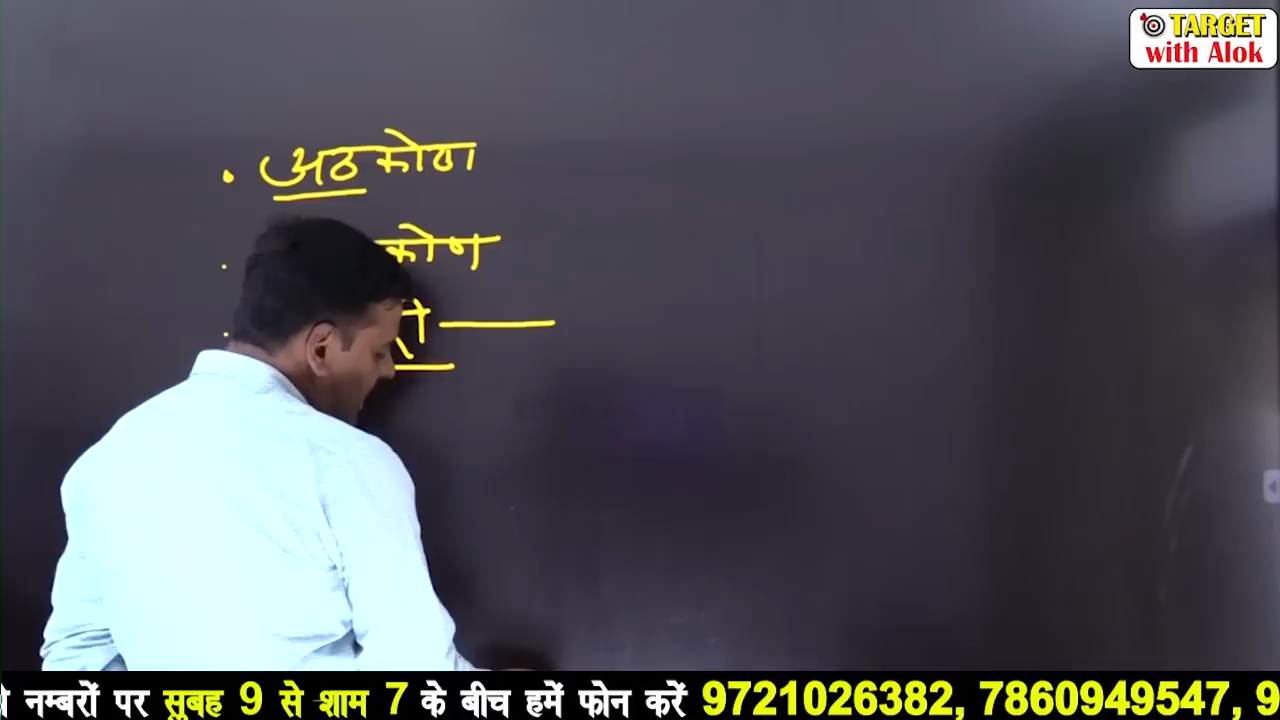 TARGET
with Alok
• अठकोण
कोण
नम्बरों पर सुबह 9 से शाम 7 के बीच हमें फोन करें 9721026382, 7860949547, 9